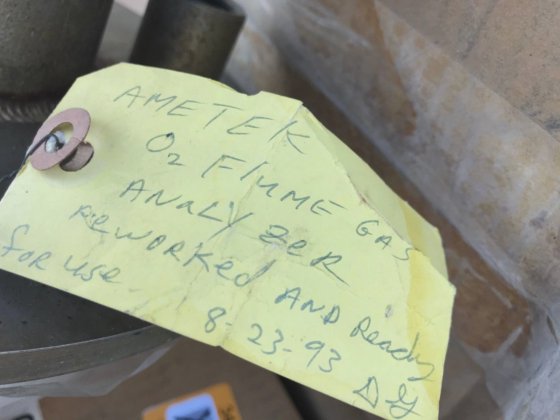 AMETEK
O2 Flume GAS
ANALYzeR
ReWORKed AND Ready
for use.
8-23-93 DG